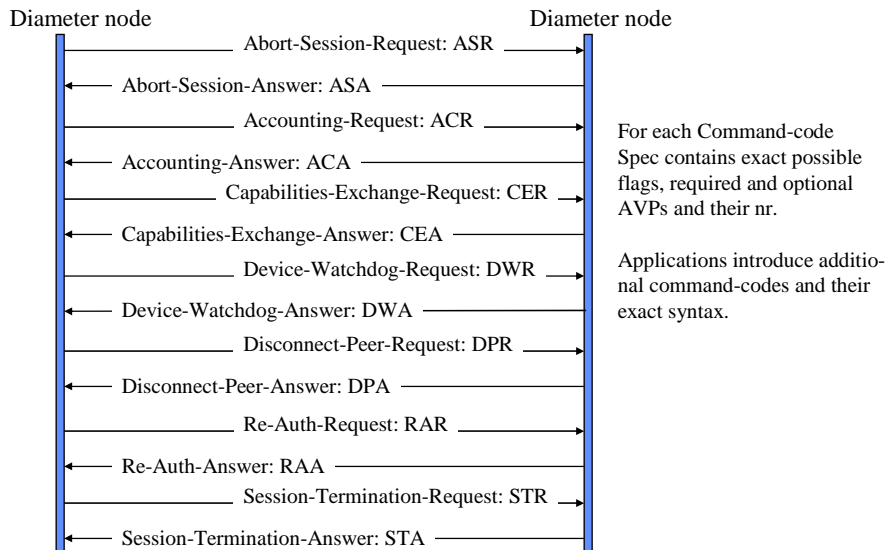 Diameter node
Diameter node
Abort-Session-Request: ASR
Abort-Session-Answer: ASA
Accounting-Request: ACR
Accounting-Answer: ACA
Capabilities-Exchange-Request: CER
Capabilities-Exchange-Answer: CEA
Device-Watchdog-Request: DWR
Device-Watchdog-Answer: DWA
Disconnect-Peer-Request: DPR
Disconnect-Peer-Answer: DPA
Re-Auth-Request: RAR
Re-Auth-Answer: RAA
Session-Termination-Request: STR
Session-Termination-Answer: STA
For each Command-code
Spec contains exact possible
flags, required and optional
AVPs and their nr.
Applications introduce additio-
nal command-codes and their
exact syntax.